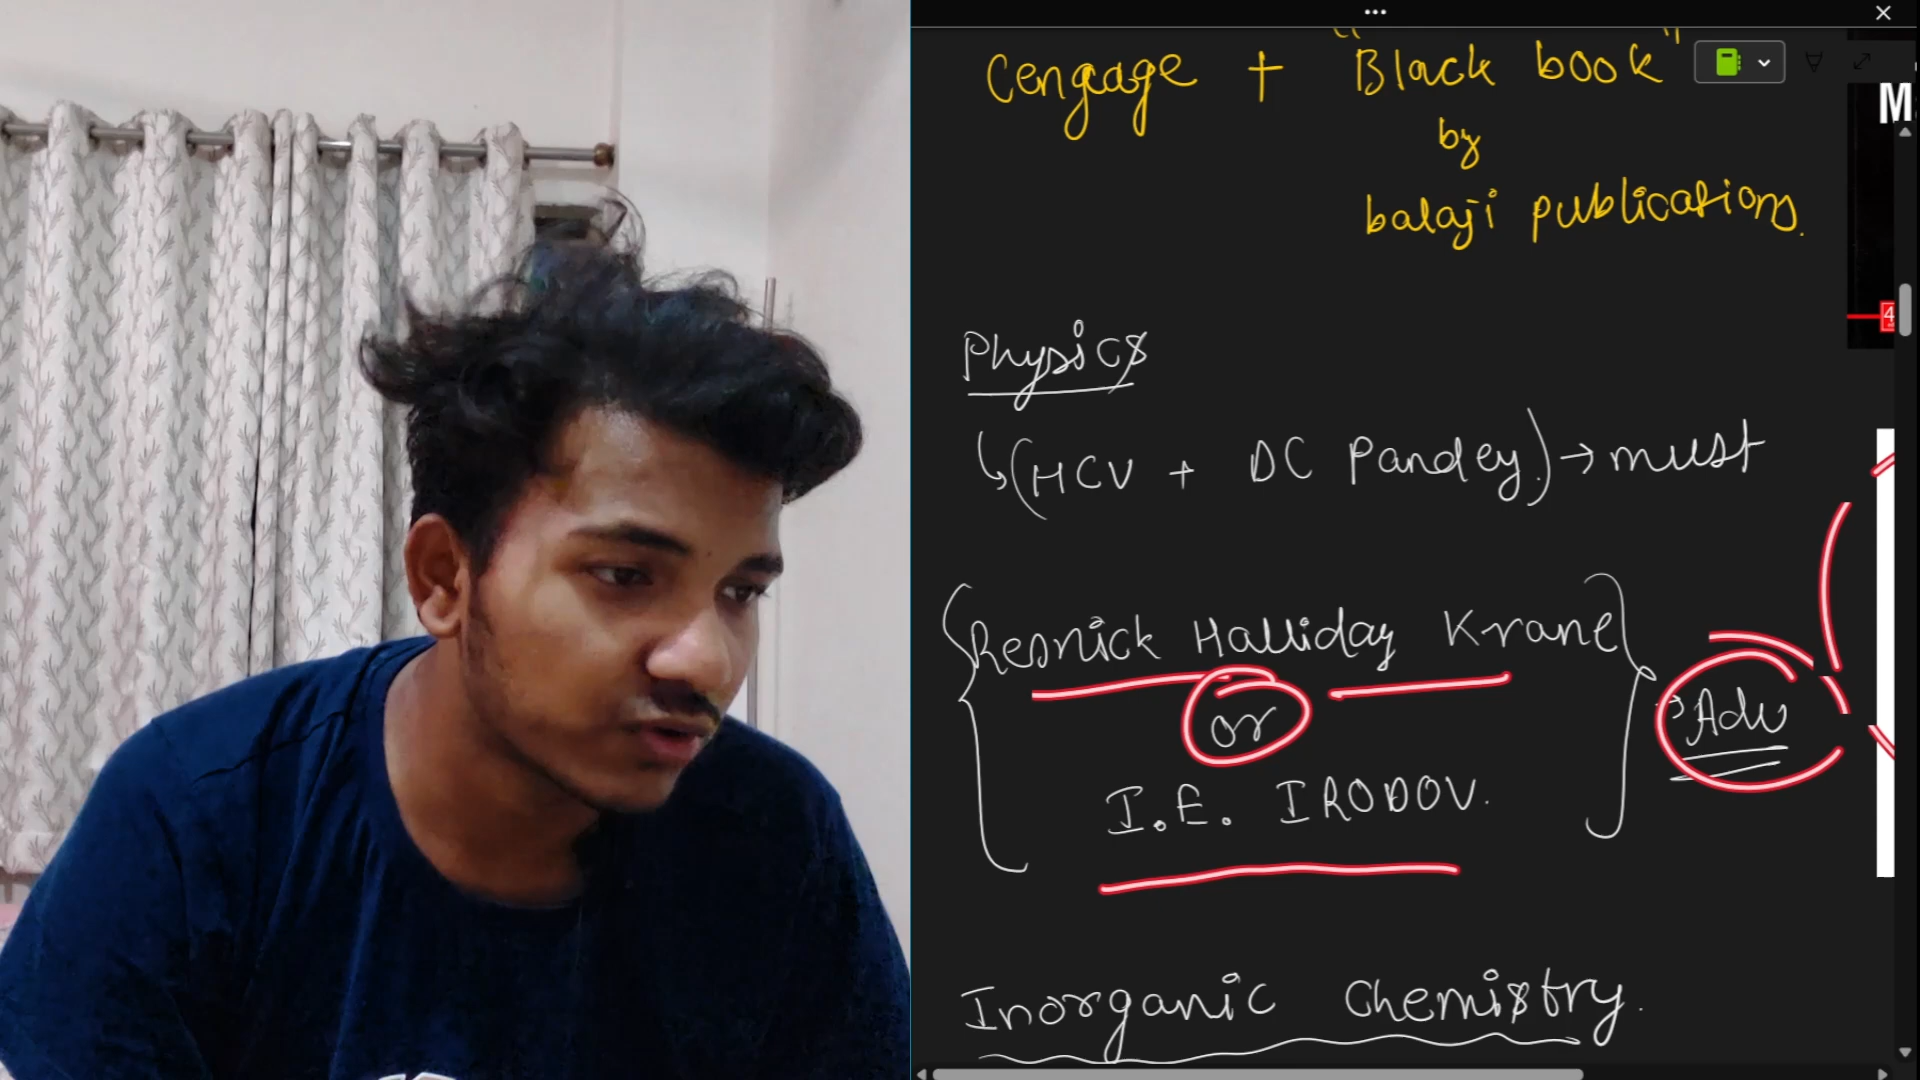 Cengage + "Black book"
by
balaji publications.
M
4
Physics
↳(HCV + DC Pandey.) → must
{Resnick Halliday Krane
or
I.E. IRODOV.} → Adv
Inorganic Chemistry.